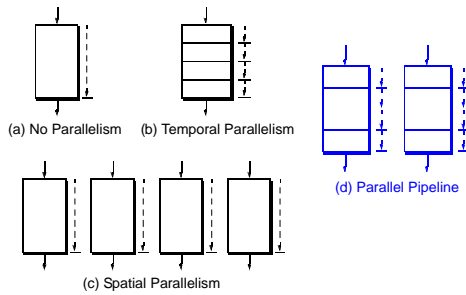 (a) No Parallelism
(b) Temporal Parallelism
(d) Parallel Pipeline
(c) Spatial Parallelism